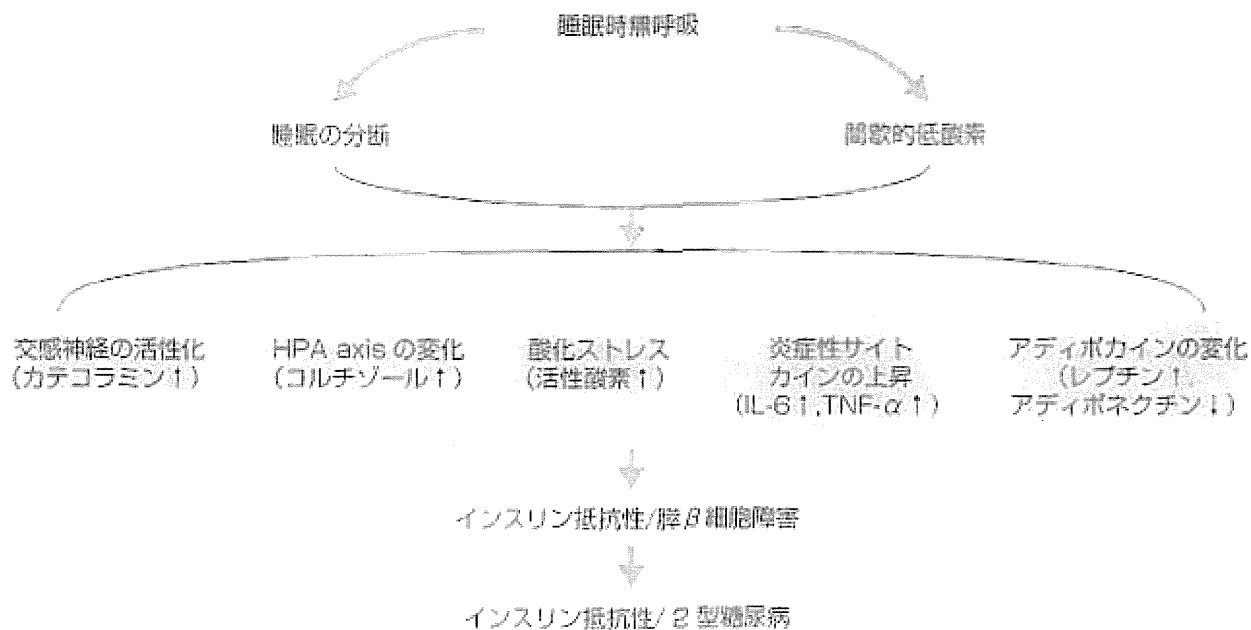 睡眠時無呼吸
睡眠の分断
間歇的低酸素
交感神経の活性化
(カテコラミン↑)
HPA axis の変化
(コルチゾール↑)
酸化ストレス
(活性酸素↑)
炎症性サイト
カインの上昇
(IL-6↑,TNF-α↑)
アディポカインの変化
(レプチン↑,
アディポネクチン↓)
インスリン抵抗性/膵β細胞障害
インスリン抵抗性/2型糖尿病